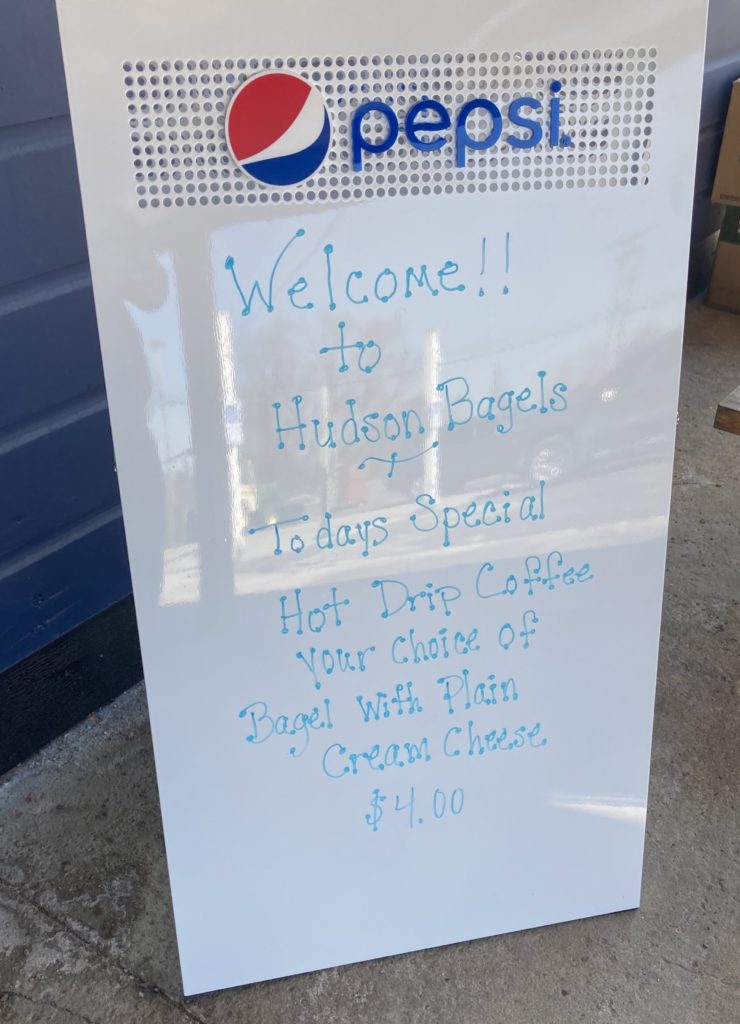 pepsi
Welcome!!
to
Hudson Bagels
Todays Special
Hot Drip Coffee
your choice of
Bagel with Plain
Cream Cheese
$4.00